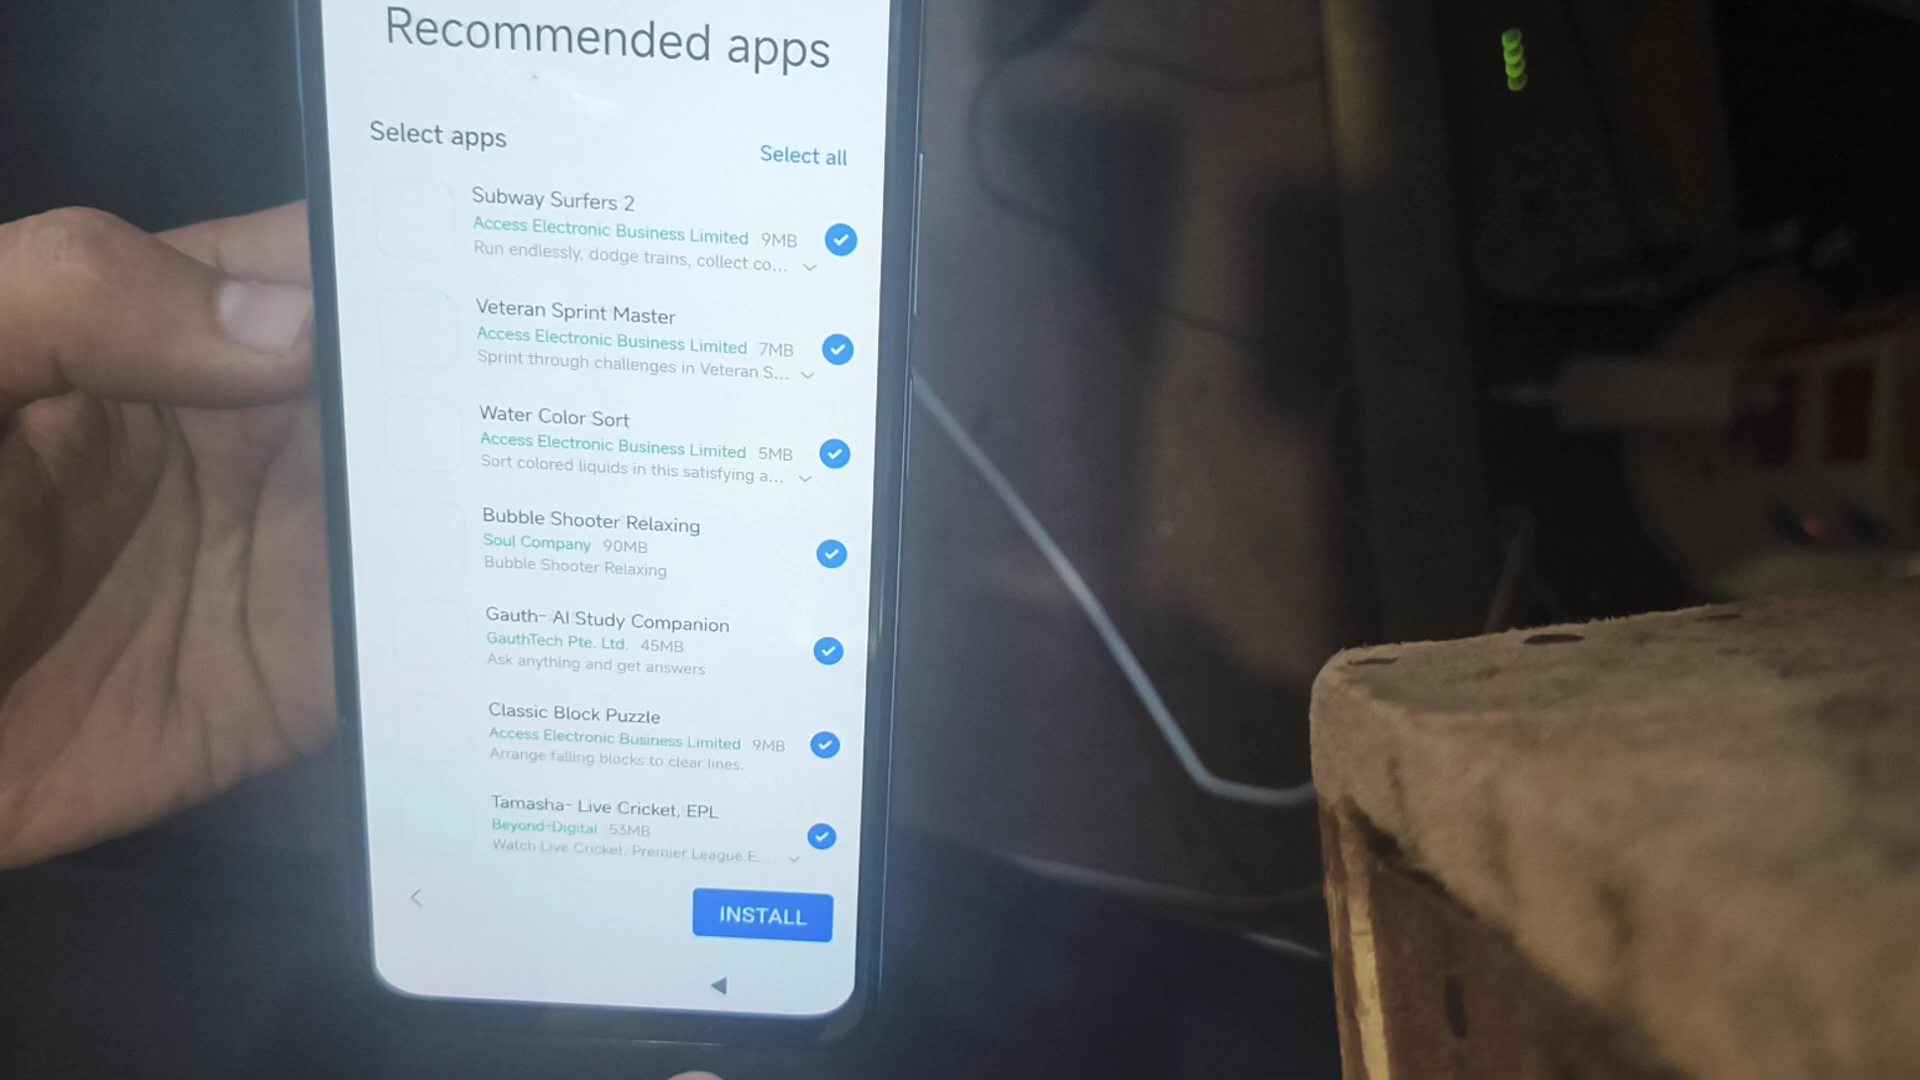 Recommended apps
Select apps
Select all
Subway Surfers 2
Access Electronic Business Limited 9MB
Run endlessly, dodge trains, collect co...
Veteran Sprint Master
Access Electronic Business Limited 7MB
Sprint through challenges in Veteran S...
Water Color Sort
Access Electronic Business Limited 5MB
Sort colored liquids in this satisfying a...
Bubble Shooter Relaxing
Soul Company 90MB
Bubble Shooter Relaxing
Gauth- AI Study Companion
GauthTech Pte. Ltd. 45MB
Ask anything and get answers
Classic Block Puzzle
Access Electronic Business Limited 9MB
Arrange falling blocks to clear lines.
Tamasha- Live Cricket, EPL
Beyond-Digital 53MB
Watch Live Cricket, Premier League E...
INSTALL